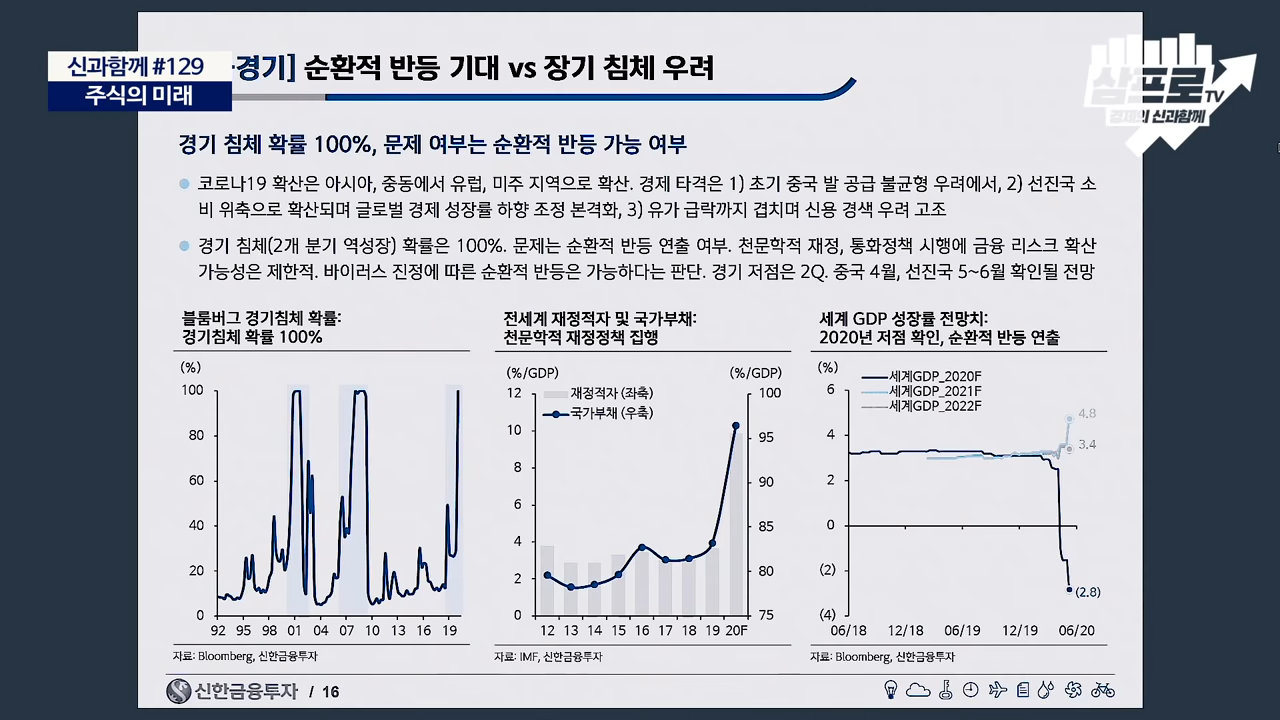 신과함께 #129
주식의 미래
경기] 순환적 반등 기대 vs 장기 침체 우려
삼프로TV
경제의 신과함께
경기 침체 확률 100%, 문제 여부는 순환적 반등 가능 여부
코로나19 확산은 아시아, 중동에서 유럽, 미주 지역으로 확산. 경제 타격은 1) 초기 중국 발 공급 불균형 우려에서, 2) 선진국 소
비 위축으로 확산되며 글로벌 경제 성장률 하향 조정 본격화, 3) 유가 급락까지 겹치며 신용 경색 우려 고조
경기 침체(2개 분기 역성장) 확률은 100%. 문제는 순환적 반등 연출 여부. 천문학적 재정, 통화정책 시행에 금융 리스크 확산
가능성은 제한적. 바이러스 진정에 따른 순환적 반등은 가능하다는 판단. 경기 저점은 2Q. 중국 4월, 선진국 5~6월 확인될 전망
블룸버그 경기침체 확률:
경기침체 확률 100%
(%)
100
80
60
40
20
0
92 95 98 01 04 07 10 13 16 19
자료: Bloomberg, 신한금융투자
전세계 재정적자 및 국가부채:
천문학적 재정정책 집행
(%/GDP) (%/GDP)
재정적자 (좌축)
국가부채 (우축)
12
10
8
6
4
2
0
100
95
90
85
80
75
12 13 14 15 16 17 18 19 20F
자료: IMF, 신한금융투자
세계 GDP 성장률 전망치:
2020년 저점 확인, 순환적 반등 연출
(%)
세계GDP_2020F
세계GDP_2021F
세계GDP_2022F
6
4
2
0
(2)
(4)
4.8
3.4
(2.8)
06/18 12/18 06/19 12/19 06/20
자료: Bloomberg, 신한금융투자
신한금융투자 / 16